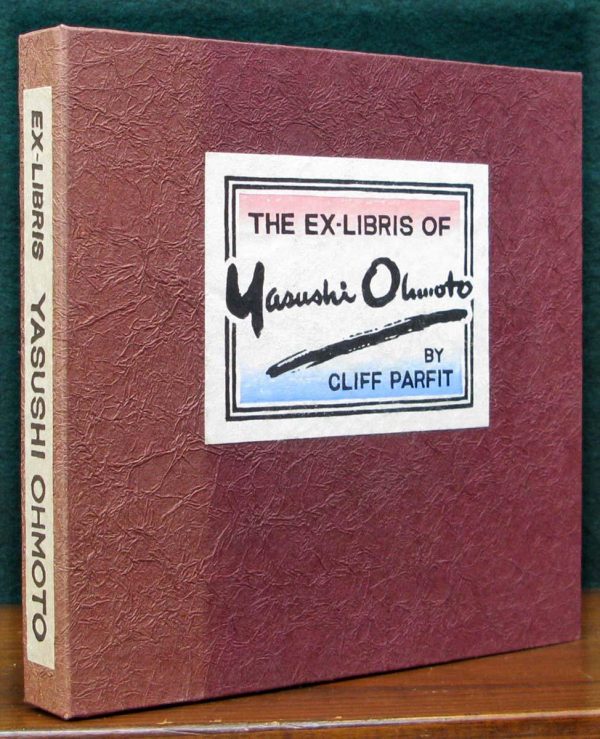 EX-LIBRIS YASUSHI OHMOTO
THE EX-LIBRIS OF
Yasushi Ohmoto
BY
CLIFF PARFIT